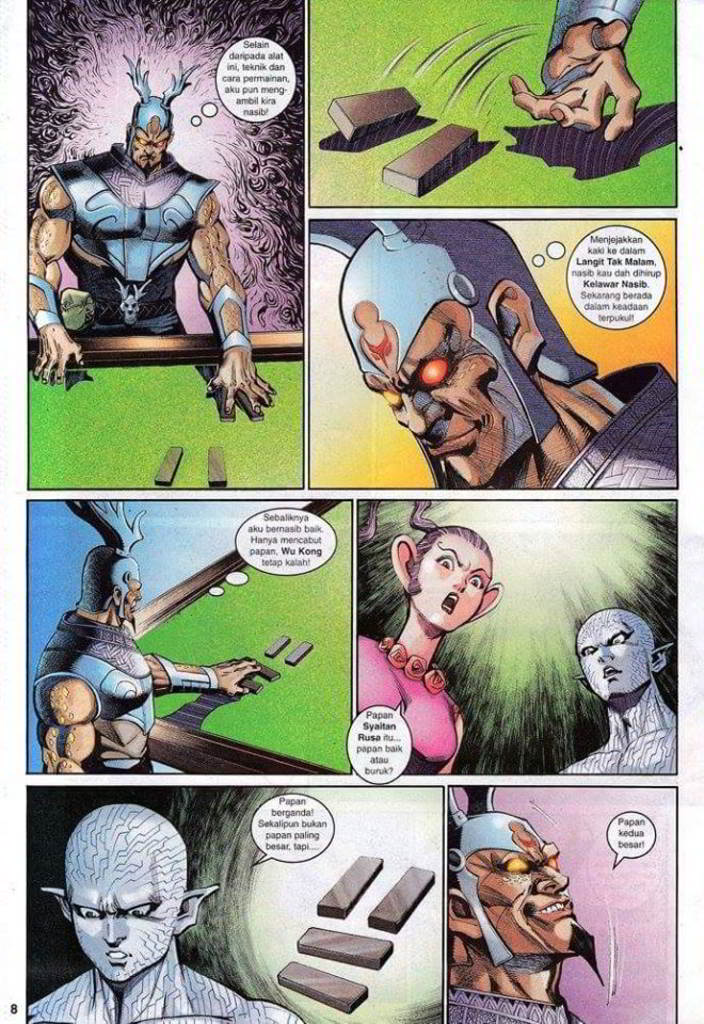 Selain
daripada alat
ini, teknik dan
cara permainan,
aku pun meng-
ambil kira
nasib!
Menjejakkan
kaki ke dalam
Langit Tak Malam,
nasib kau dah dihirup
Kelawar Nasib.
Sekarang berada
dalam keadaan
terpukul!
Sebaliknya
aku bernasib baik.
Hanya mencabut
papan, Wu Kong
tetap kalah!
Papan
Syaitan
Rusa itu...
papan baik
atau
buruk?
Papan
berganda!
Sekalipun bukan
papan paling
besar, tapi....
Papan
kedua
besar!
8